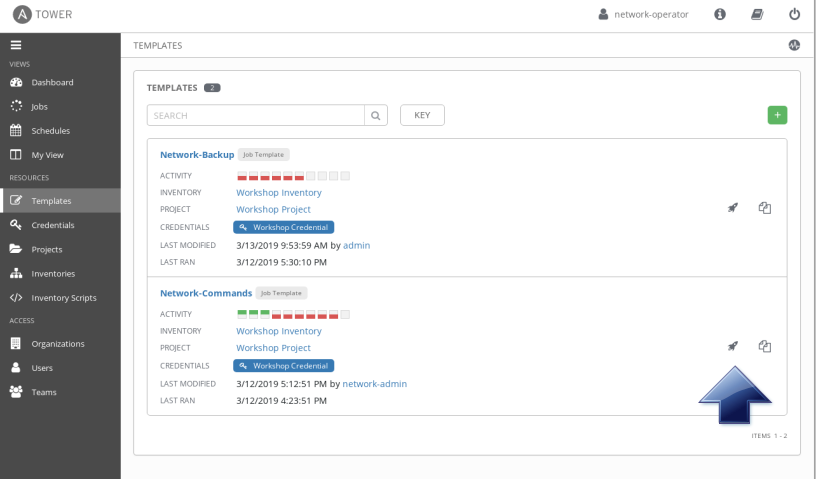 A TOWER
network-operator
VIEWS
Dashboard
Jobs
Schedules
My View
RESOURCES
Templates
Credentials
Projects
Inventories
Inventory Scripts
ACCESS
Organizations
Users
Teams
TEMPLATES
TEMPLATES 2
SEARCH
KEY
+
Network-Backup Job Template
ACTIVITY
INVENTORY Workshop Inventory
PROJECT Workshop Project
CREDENTIALS Workshop Credential
LAST MODIFIED 3/13/2019 9:53:59 AM by admin
LAST RAN 3/12/2019 5:30:10 PM
Network-Commands Job Template
ACTIVITY
INVENTORY Workshop Inventory
PROJECT Workshop Project
CREDENTIALS Workshop Credential
LAST MODIFIED 3/12/2019 5:12:51 PM by network-admin
LAST RAN 3/12/2019 4:23:51 PM
ITEMS 1 - 2